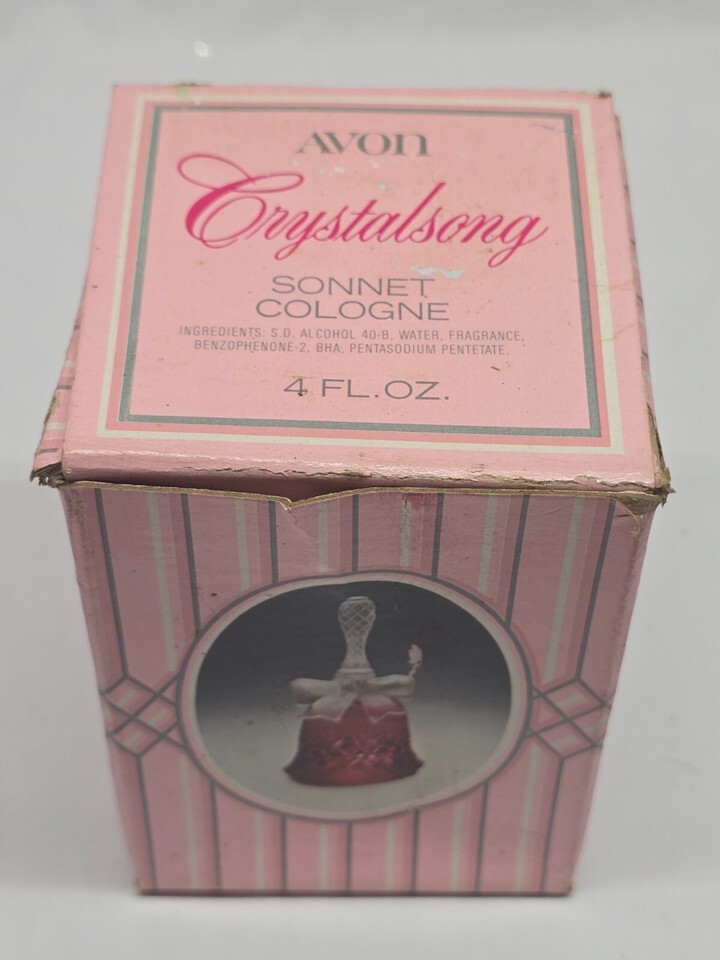 AVON
Crystalsong
SONNET
COLOGNE
INGREDIENTS: S.D. ALCOHOL 40-B, WATER, FRAGRANCE,
BENZOPHENONE-2, BHA, PENTASODIUM PENTETATE.
4 FL.OZ.